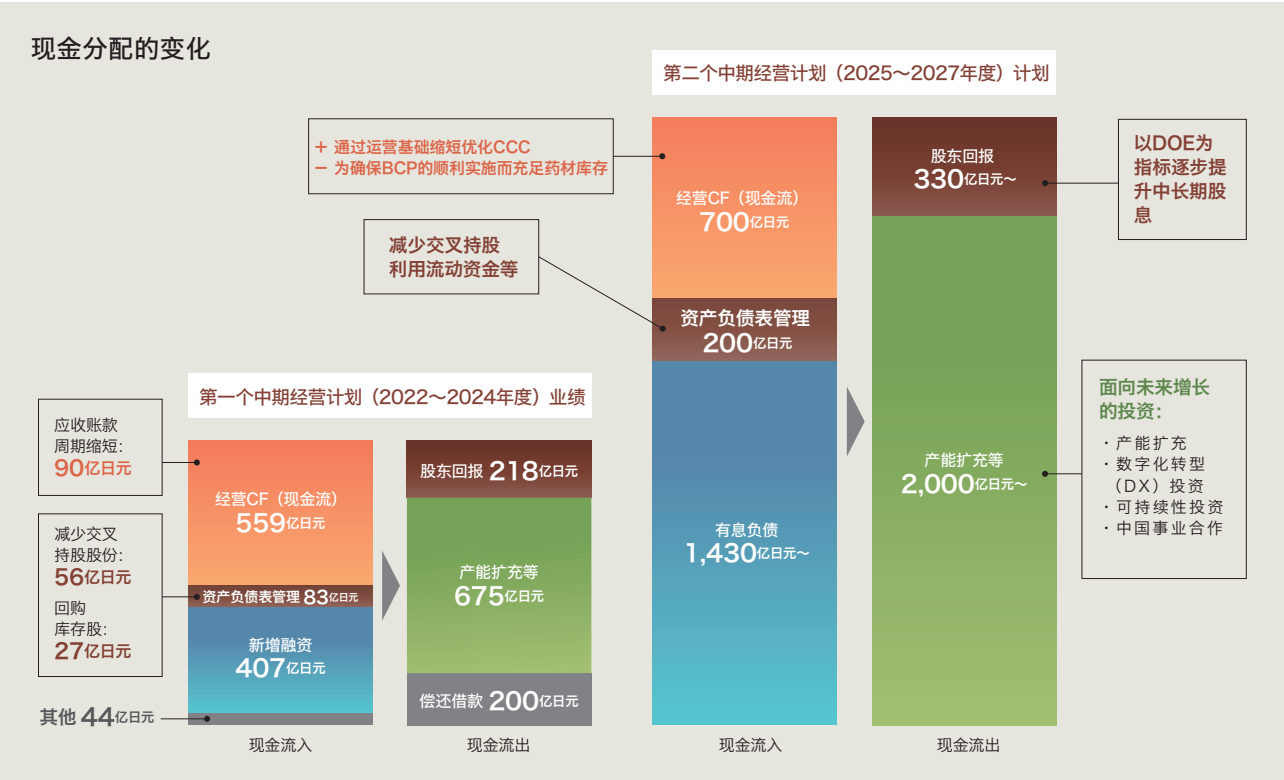 现金分配的变化
第二个中期经营计划（2025～2027年度）计划
＋ 通过运营基础缩短优化CCC
－ 为确保BCP的顺利实施而充足药材库存
减少交叉持股
利用流动资金等
经营CF（现金流）
700亿日元
资产负债表管理
200亿日元
有息负债
1,430亿日元～
现金流入
股东回报
330亿日元～
产能扩充等
2,000亿日元～
现金流出
以DOE为
指标逐步提
升中长期股
息
面向未来增长
的投资：
・产能扩充
・数字化转型
（DX）投资
・可持续性投资
・中国事业合作
第一个中期经营计划（2022～2024年度）业绩
应收账款
周期缩短：
90亿日元
减少交叉
持股股份：
56亿日元
回购
库存股：
27亿日元
其他 44亿日元
经营CF（现金流）
559亿日元
资产负债表管理 83亿日元
新增融资
407亿日元
现金流入
股东回报 218亿日元
产能扩充等
675亿日元
偿还借款 200亿日元
现金流出